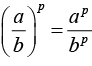 (a/b)^p = a^p/b^p